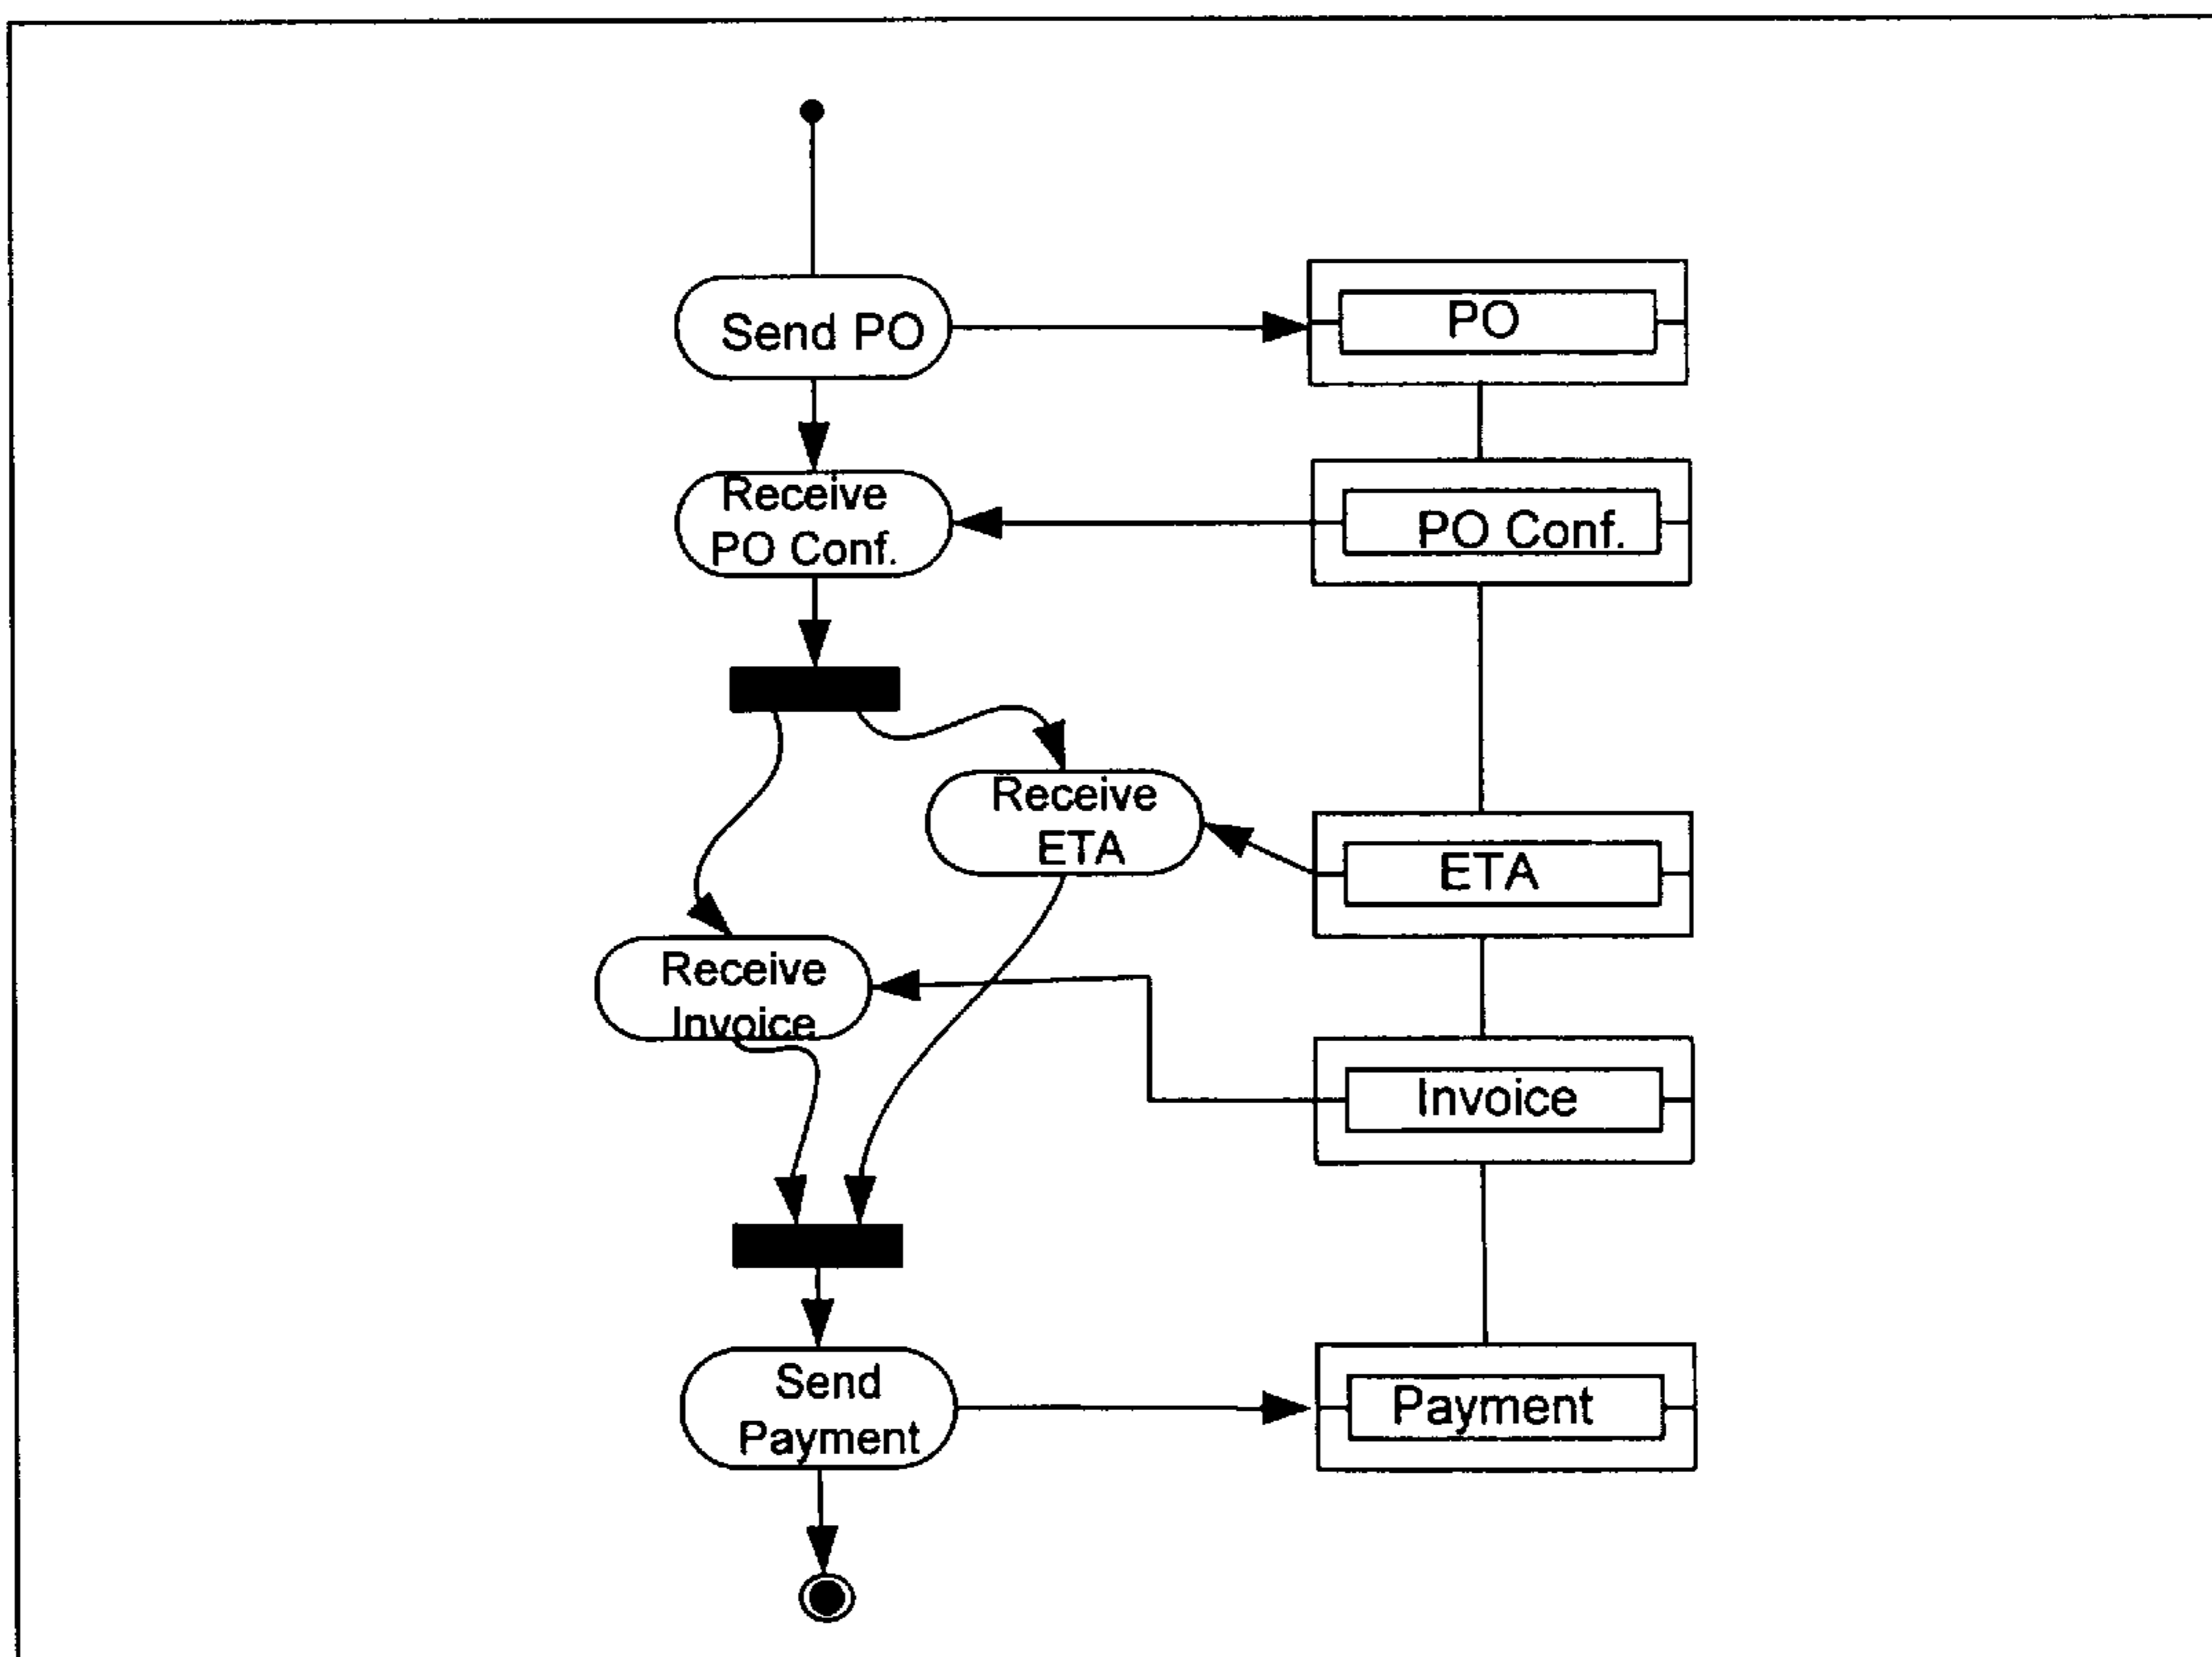 Send PO
PO
Receive
PO Conf.
PO Conf.
Receive
ETA
ETA
Receive
Invoice
Invoice
Send
Payment
Payment